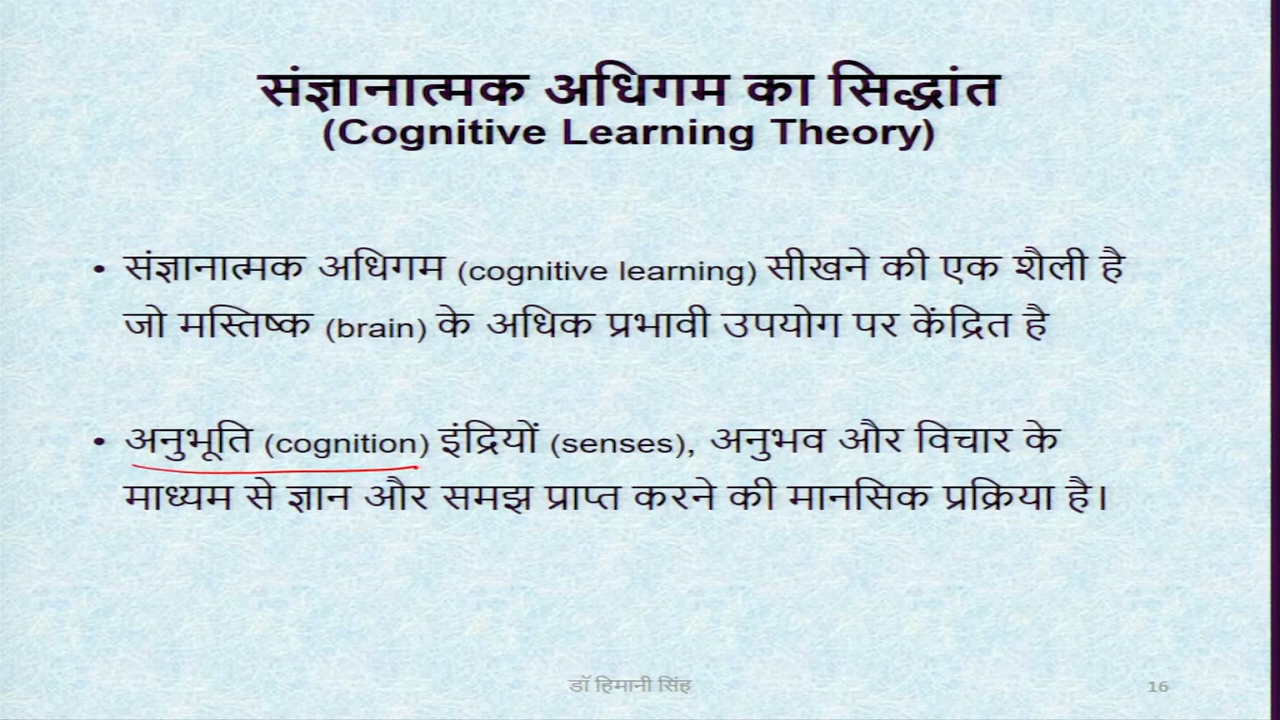 संज्ञानात्मक अधिगम का सिद्धांत
(Cognitive Learning Theory)
• संज्ञानात्मक अधिगम (cognitive learning) सीखने की एक शैली है
जो मस्तिष्क (brain) के अधिक प्रभावी उपयोग पर केंद्रित है
• अनुभूति (cognition) इंद्रियों (senses), अनुभव और विचार के
माध्यम से ज्ञान और समझ प्राप्त करने की मानसिक प्रक्रिया है।
डॉ हिमानी सिंह
16